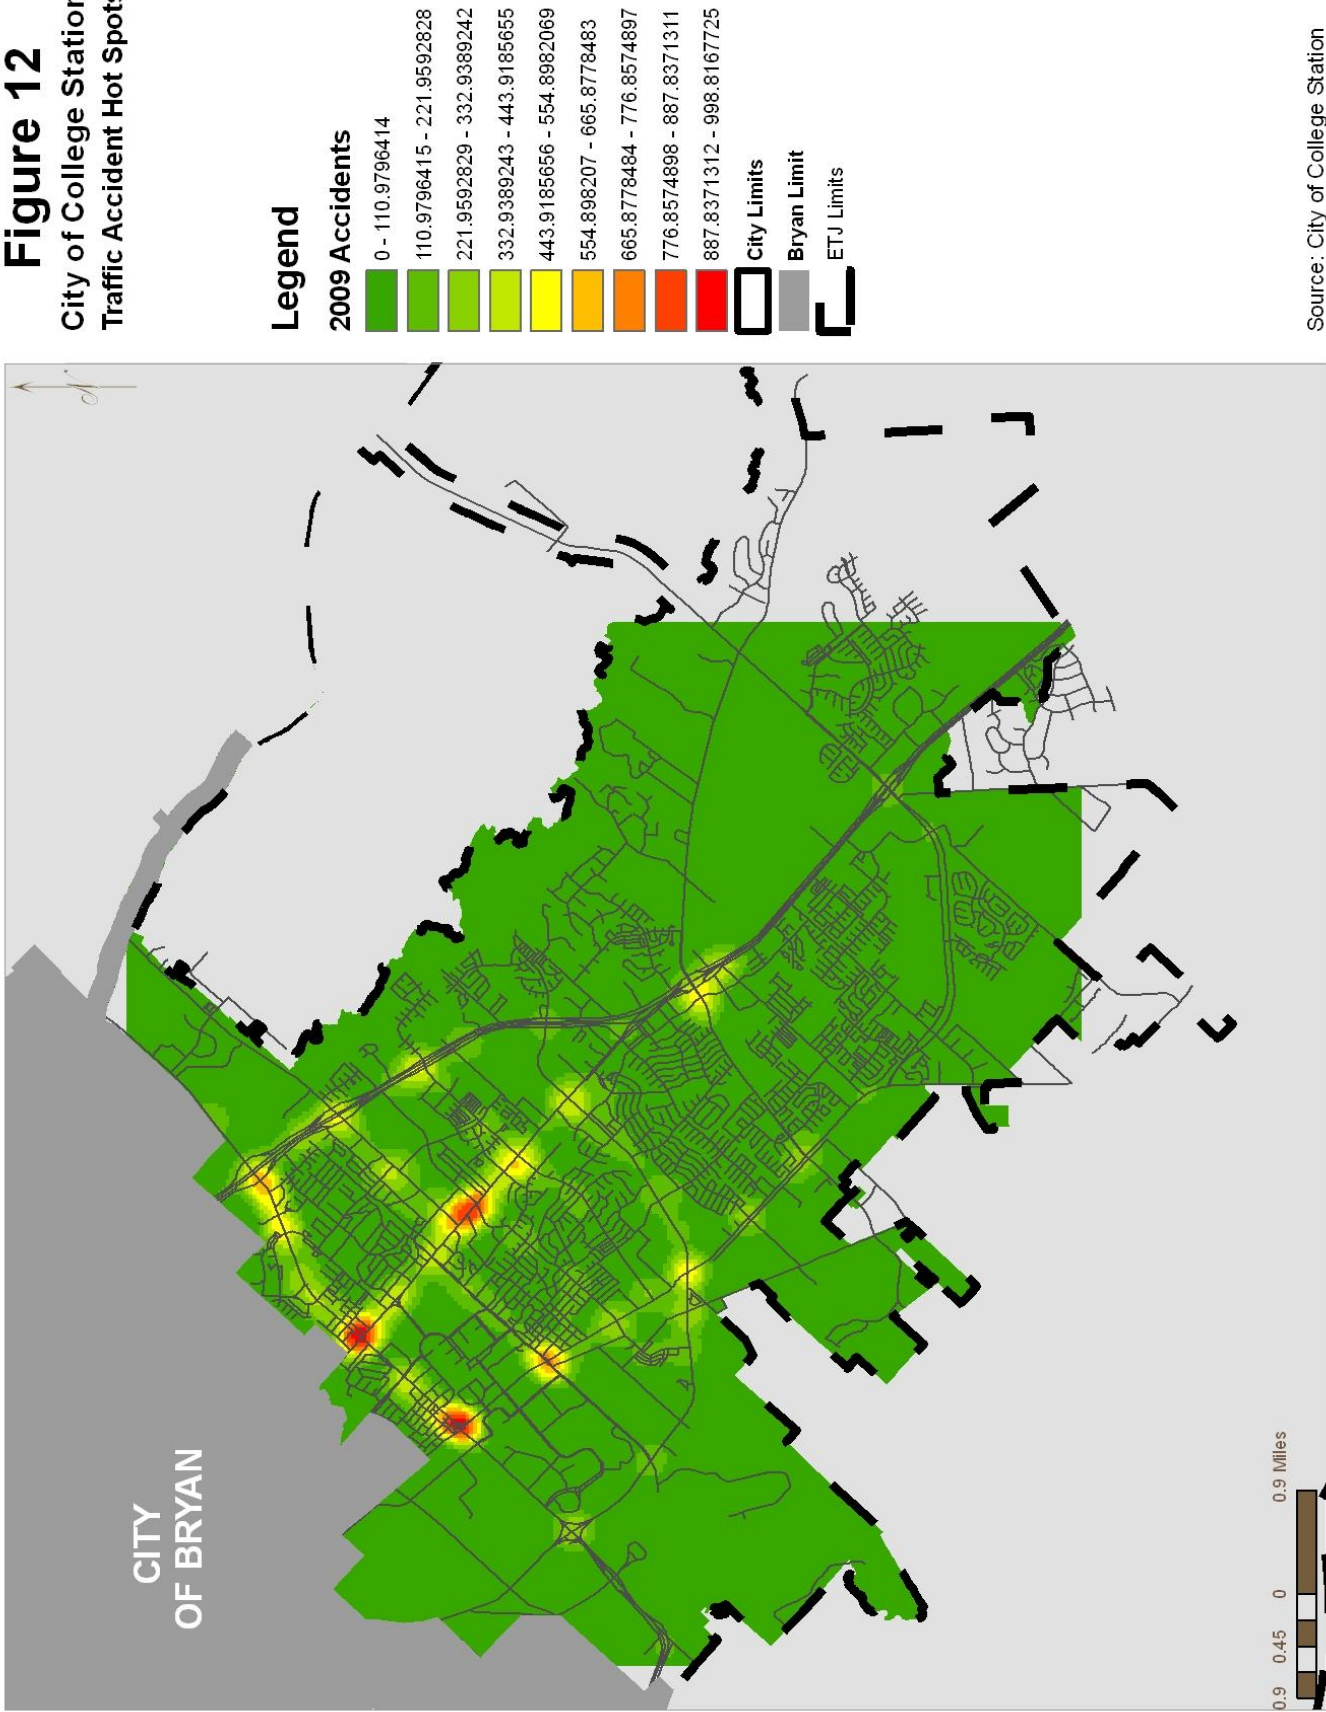 Figure 12
City of College Station
Traffic Accident Hot Spots
Legend
2009 Accidents
0 - 110.9796414
110.9796415 - 221.9592828
221.9592829 - 332.9389242
332.9389243 - 443.9185655
443.9185656 - 554.8982069
554.898207 - 665.8778483
665.8778484 - 776.8574897
776.8574898 - 887.8371311
887.8371312 - 998.8167725
City Limits
Bryan Limit
ETJ Limits
Source: City of College Station
CITY
OF BRYAN
0.9 0.45 0 0.9 Miles